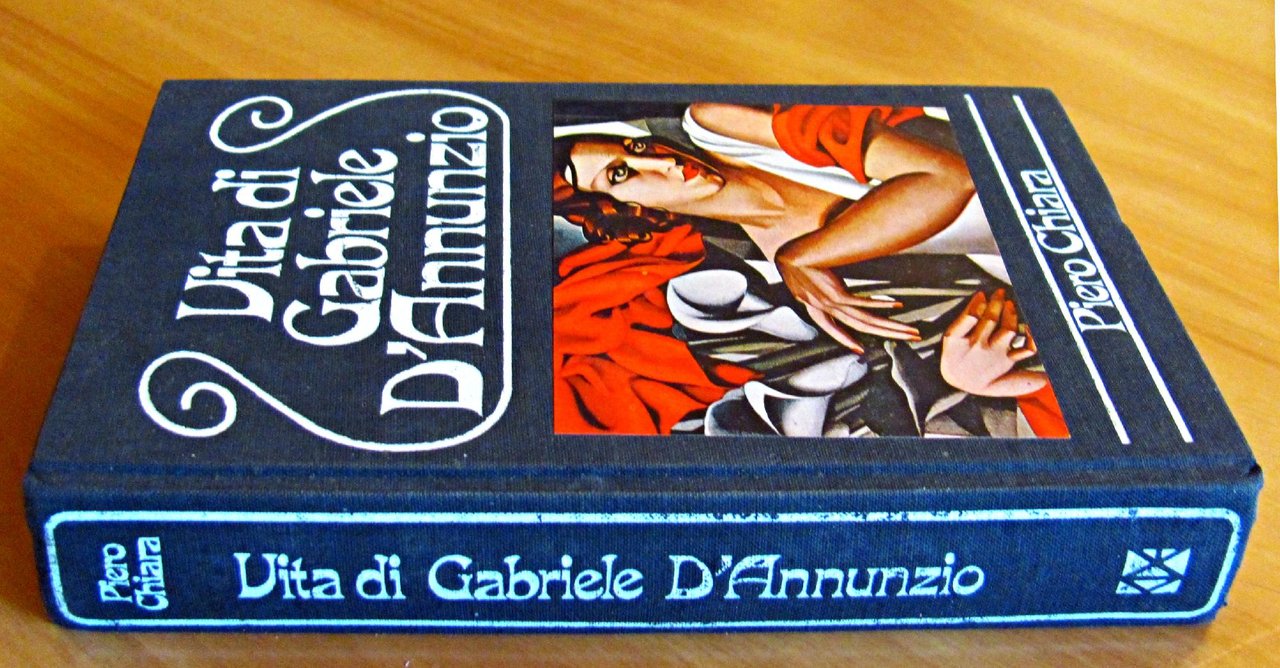 Vita di
Gabriele
D'Annunzio
Piero Chiara
Piero
Chiara
Vita di Gabriele D'Annunzio